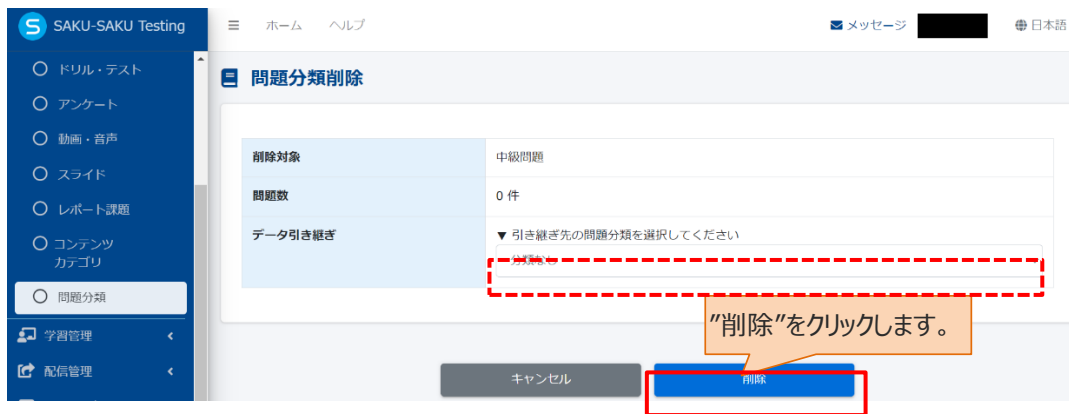 SAKU-SAKU Testing
ホーム ヘルプ
メッセージ
日本語
ドリル・テスト
アンケート
動画・音声
スライド
レポート課題
コンテンツ
カテゴリ
問題分類
学習管理
配信管理
問題分類削除
削除対象 中級問題
問題数 0 件
データ引き継ぎ ▼ 引き継ぎ先の問題分類を選択してください
分類なし
”削除”をクリックします。
キャンセル
削除